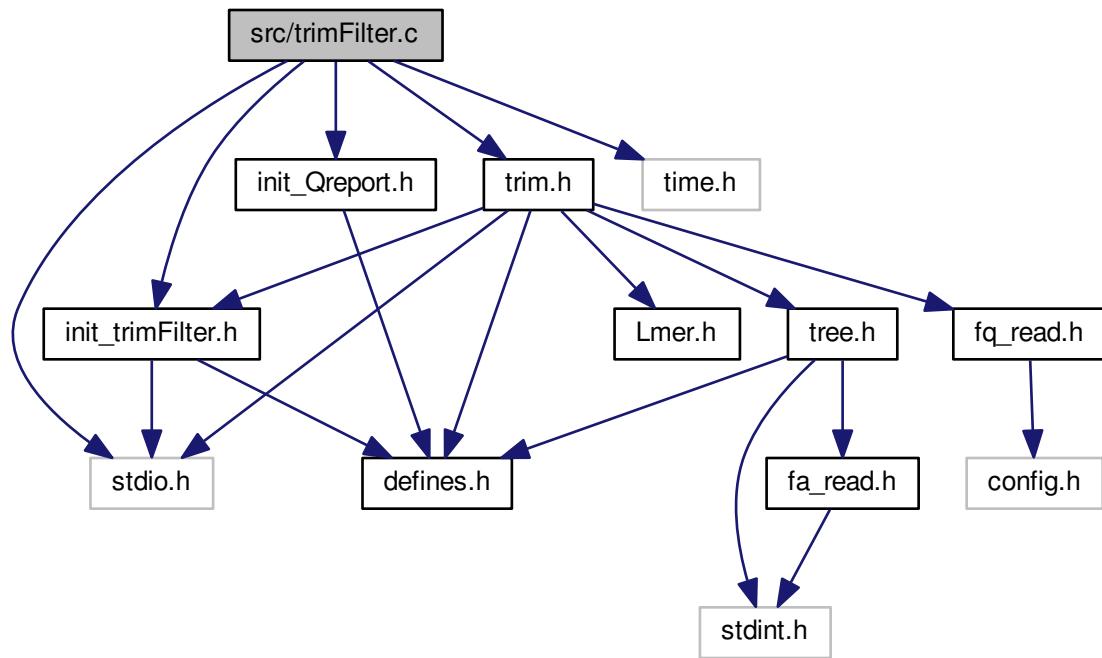 src/trimFilter.c
init_Qreport.h
trim.h
time.h
init_trimFilter.h
Lmer.h
tree.h
fq_read.h
stdio.h
defines.h
fa_read.h
config.h
stdint.h